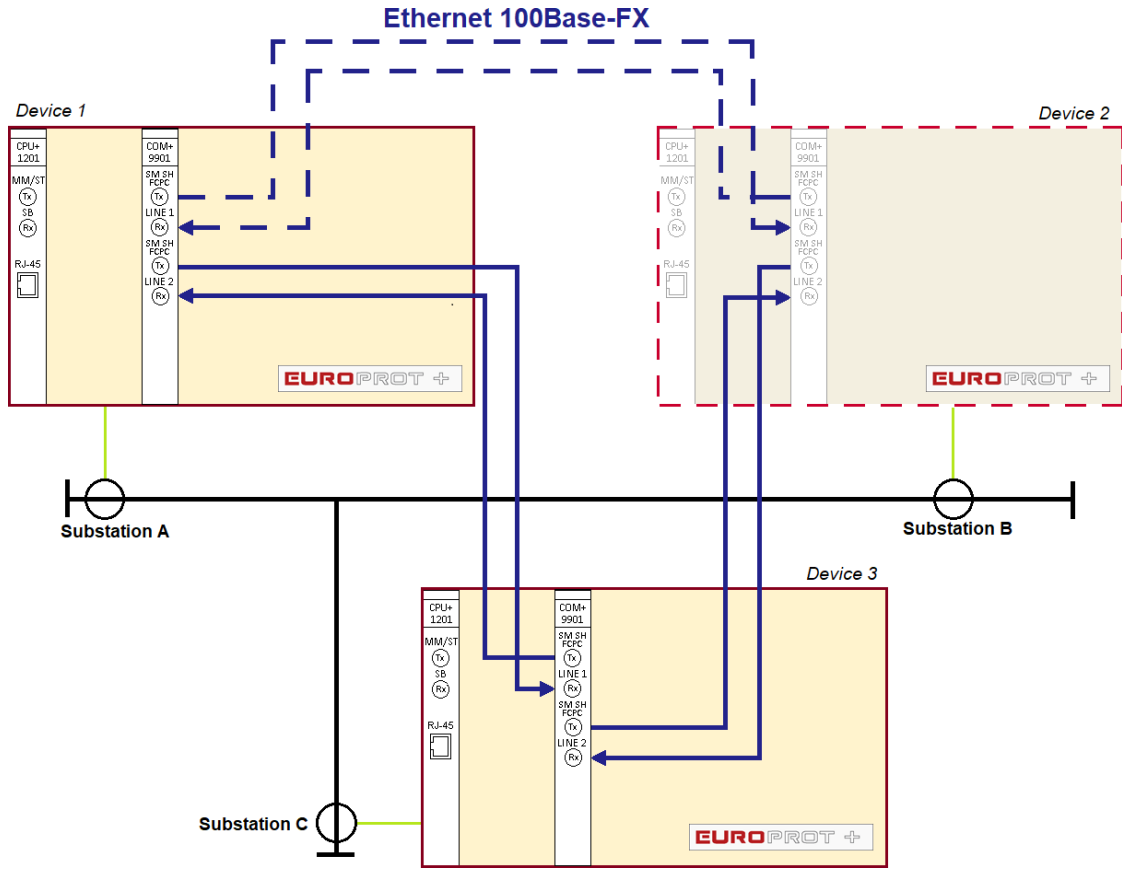 Ethernet 100Base-FX
Device 1
CPU+
1201
MM/ST
Tx
SB
Rx
RJ-45
COM+
9901
SM SH
FCPC
Tx
LINE 1
Rx
SM SH
FCPC
Tx
LINE 2
Rx
EUROPROT +
Device 2
CPU+
1201
MM/ST
Tx
SB
Rx
RJ-45
COM+
9901
SM SH
FCPC
Tx
LINE 1
Rx
SM SH
FCPC
Tx
LINE 2
Rx
EUROPROT +
Substation A
Substation B
Device 3
CPU+
1201
MM/ST
Tx
SB
Rx
RJ-45
COM+
9901
SM SH
FCPC
Tx
LINE 1
Rx
SM SH
FCPC
Tx
LINE 2
Rx
EUROPROT +
Substation C